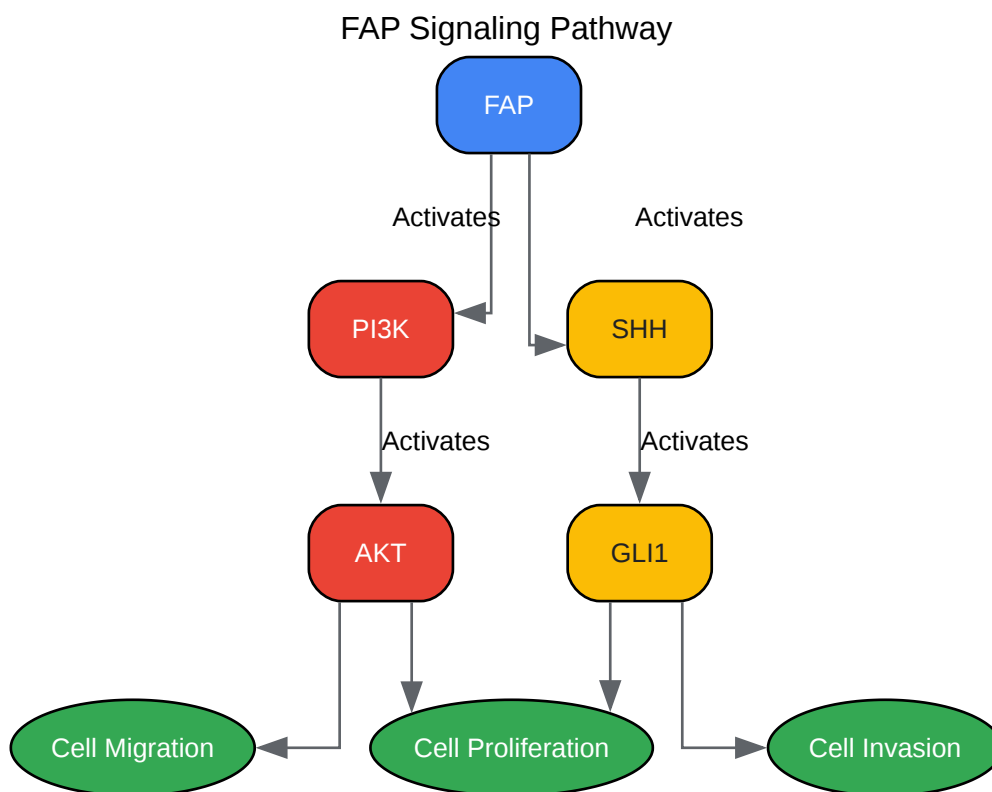 FAP Signaling Pathway
FAP
Activates
Activates
PI3K
SHH
Activates
Activates
AKT
GLI1
Cell Migration
Cell Proliferation
Cell Invasion